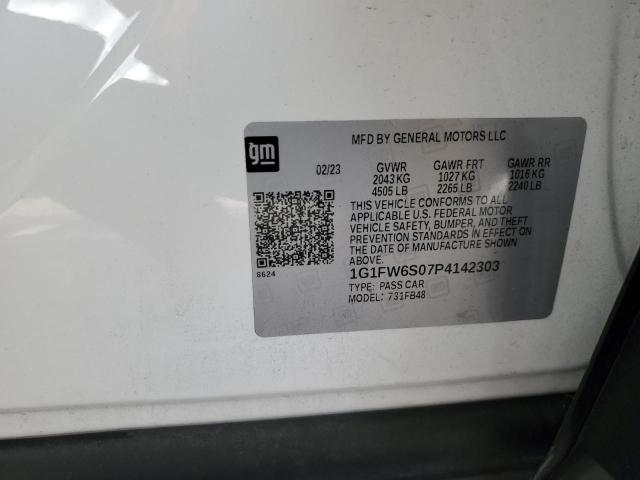 gm
MFD BY GENERAL MOTORS LLC
02/23 GVWR GAWR FRT GAWR RR
2043 KG 1027 KG 1016 KG
4505 LB 2265 LB 2240 LB
THIS VEHICLE CONFORMS TO ALL
APPLICABLE U.S. FEDERAL MOTOR
VEHICLE SAFETY, BUMPER, AND THEFT
PREVENTION STANDARDS IN EFFECT ON
THE DATE OF MANUFACTURE SHOWN
ABOVE.
8624
1G1FW6S07P4142303
TYPE: PASS CAR
MODEL: 731FB48